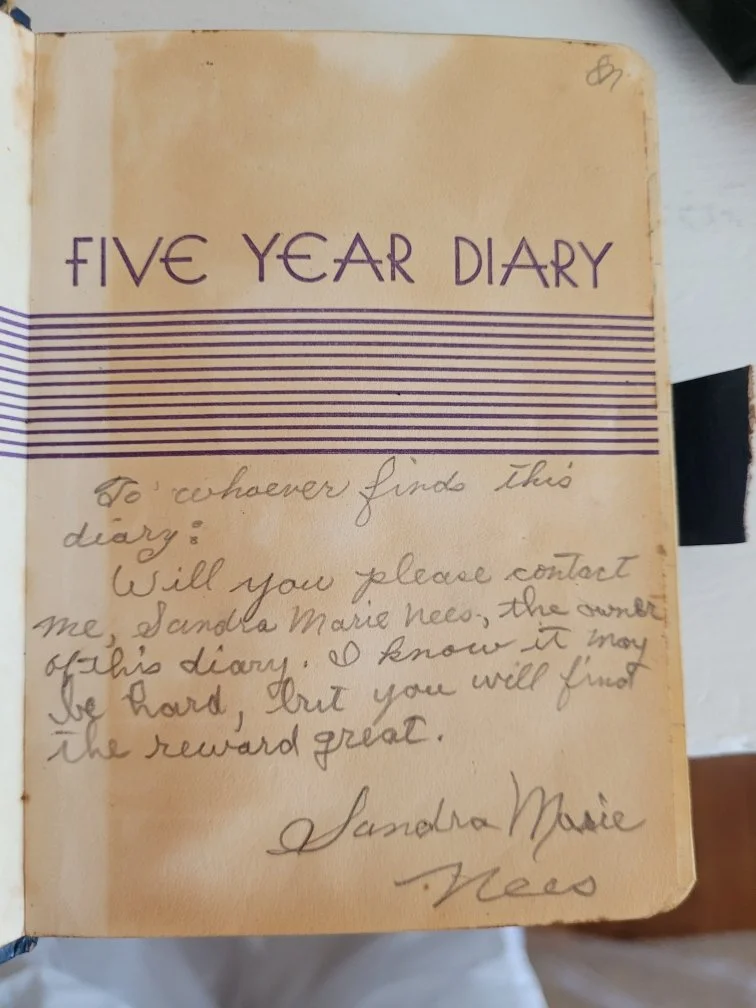 FIVE YEAR DIARY
To whoever finds this
diary:
Will you please contact
me, Sandra Marie Nees, the owner
of this diary. I know it may
be hard, but you will find
the reward great.
Sandra Marie
Nees